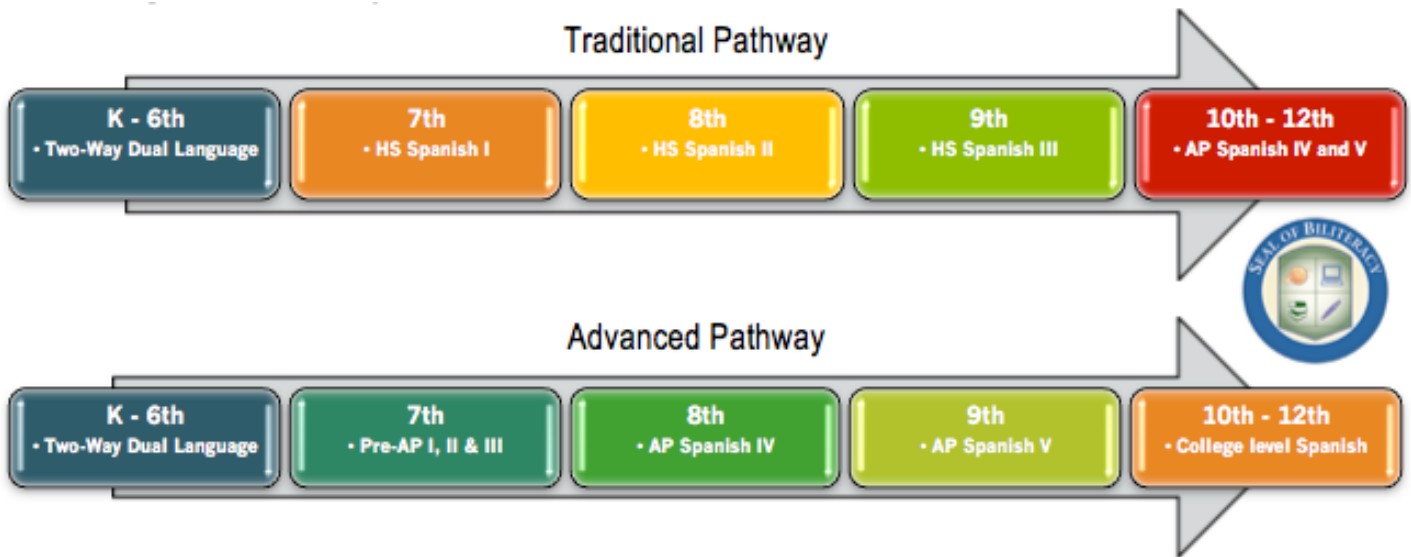 Traditional Pathway
K - 6th
• Two-Way Dual Language
7th
• HS Spanish I
8th
• HS Spanish II
9th
• HS Spanish III
10th - 12th
• AP Spanish IV and V
SEAL OF BILITERACY
Advanced Pathway
K - 6th
• Two-Way Dual Language
7th
• Pre-AP I, II & III
8th
• AP Spanish IV
9th
• AP Spanish V
10th - 12th
• College level Spanish